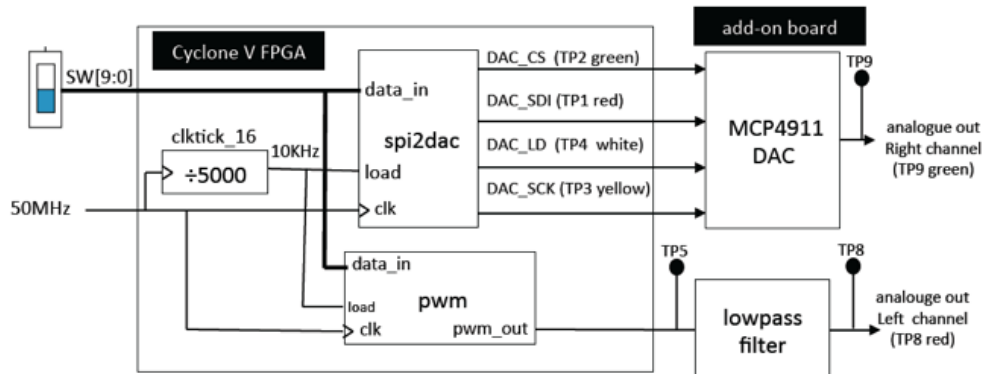 add-on board
Cyclone V FPGA
SW[9:0]
data_in
spi2dac
load
clk
clktick_16
÷5000
10KHz
50MHz
DAC_CS (TP2 green)
DAC_SDI (TP1 red)
DAC_LD (TP4 white)
DAC_SCK (TP3 yellow)
MCP4911
DAC
TP9
analogue out
Right channel
(TP9 green)
data_in
pwm
load
clk
pwm_out
TP5
lowpass
filter
TP8
analouge out
Left channel
(TP8 red)